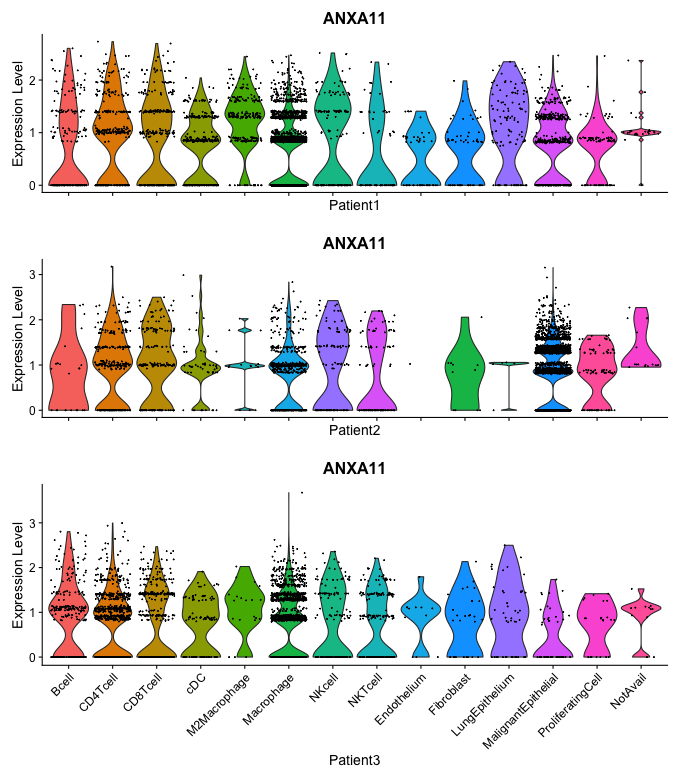 ANXA11
Expression Level
2
1
0
Patient1
ANXA11
Expression Level
3
2
1
0
Patient2
ANXA11
Expression Level
3
2
1
0
Bcell
CD4Tcell
CD8Tcell
cDC
M2Macrophage
Macrophage
NKcell
NKTcell
Endothelium
Fibroblast
LungEpithelium
MalignantEpithelial
ProliferatingCell
NotAvail
Patient3